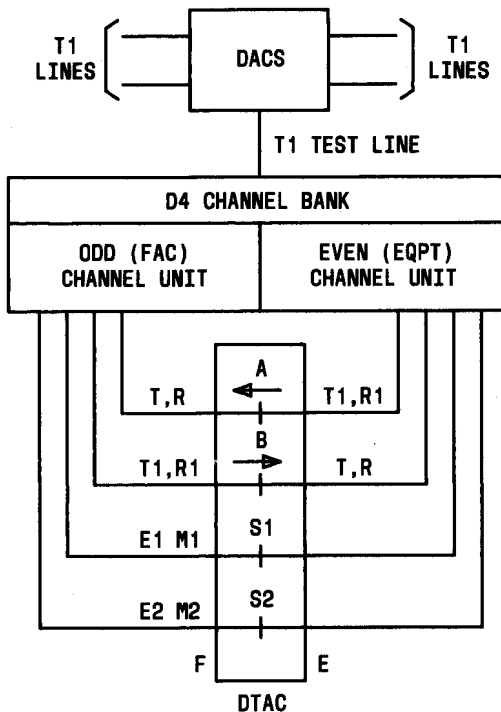 T1
LINES
DACS
T1
LINES
T1 TEST LINE
D4 CHANNEL BANK
ODD (FAC)
CHANNEL UNIT
EVEN (EQPT)
CHANNEL UNIT
A
T,R
T1,R1
B
T1,R1
T,R
E1 M1
S1
E2 M2
S2
F
E
DTAC